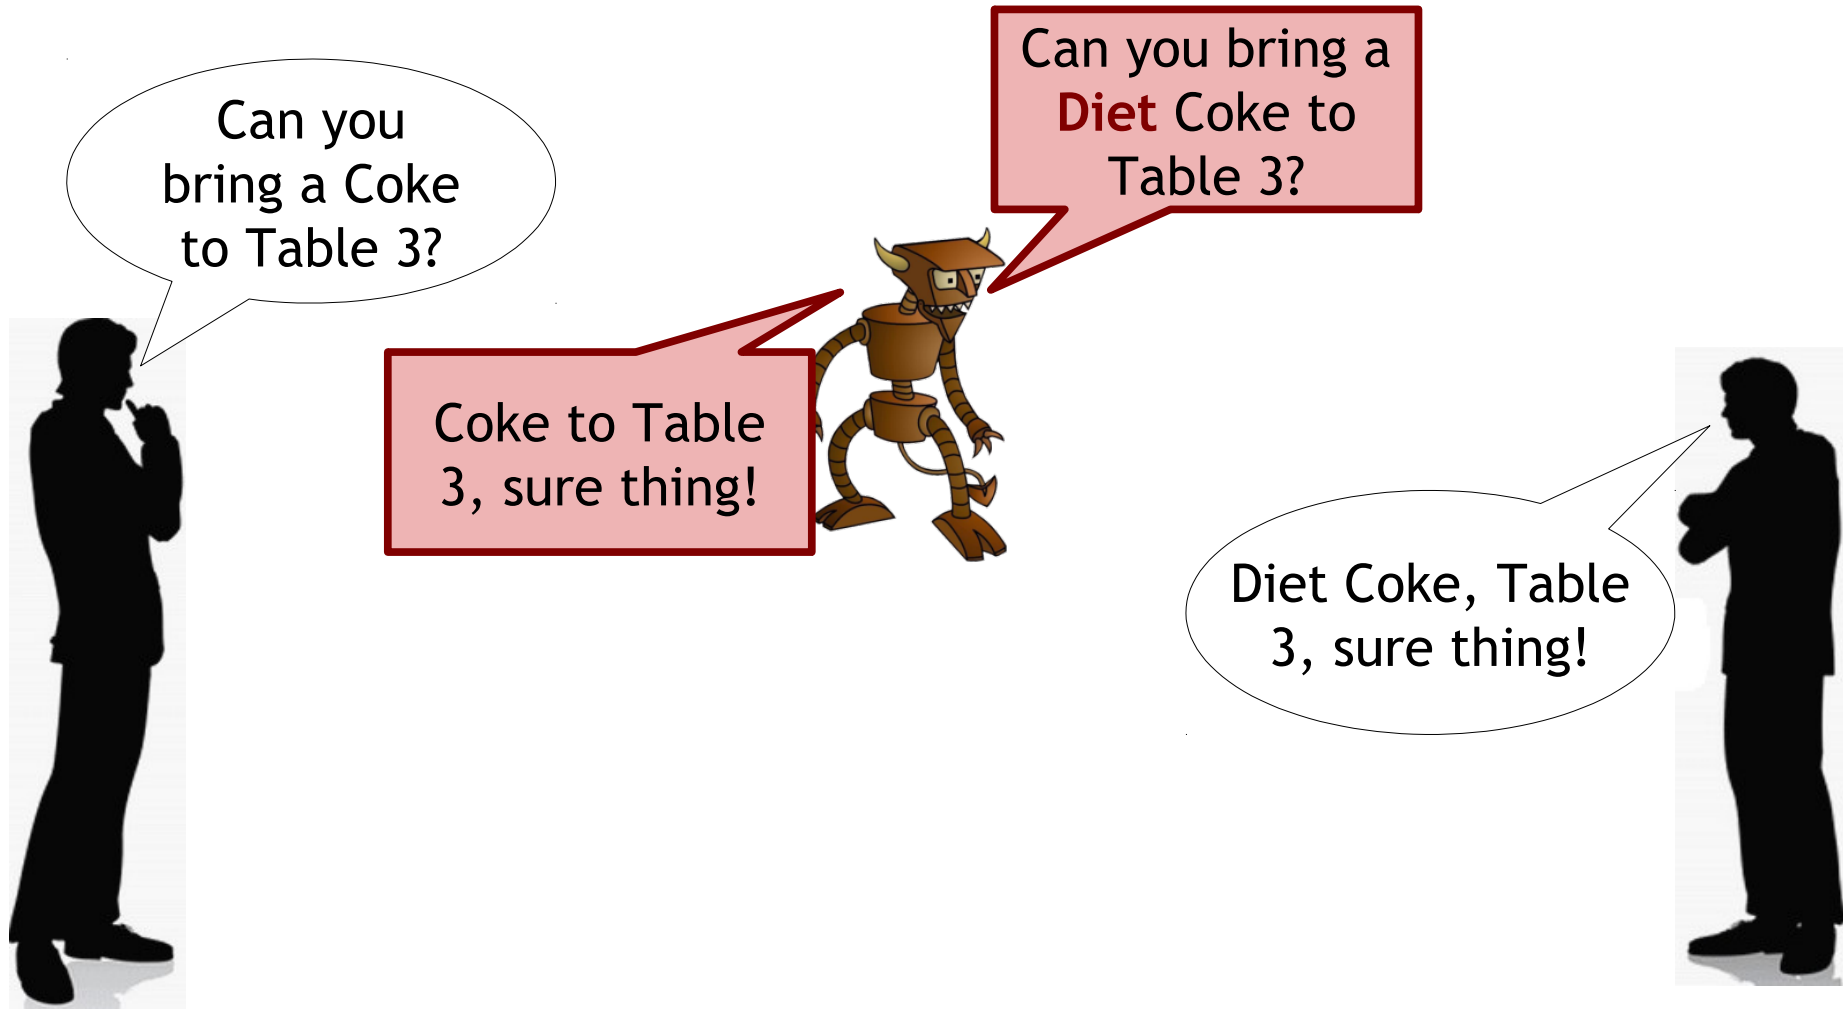 Can you
bring a Coke
to Table 3?
Can you bring a
Diet Coke to
Table 3?
Coke to Table
3, sure thing!
Diet Coke, Table
3, sure thing!